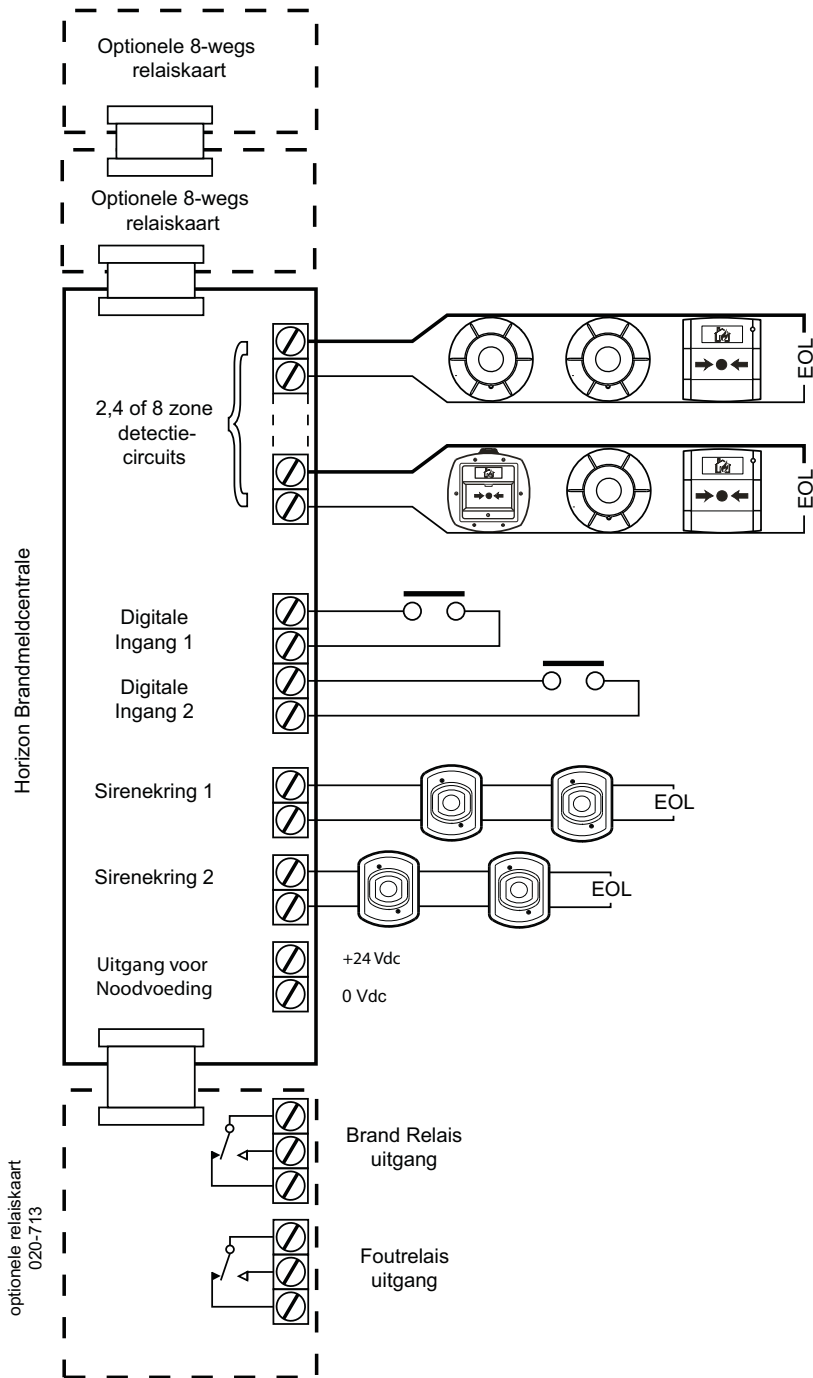 Optionele 8-wegs
relaiskaart
Optionele 8-wegs
relaiskaart
Horizon Brandmeldcentrale
2,4 of 8 zone
detectie-
circuits
EOL
EOL
Digitale
Ingang 1
Digitale
Ingang 2
Sirenekring 1
EOL
Sirenekring 2
EOL
Uitgang voor
Noodvoeding
+24 Vdc
0 Vdc
optionele relaiskaart
020-713
Brand Relais
uitgang
Foutrelais
uitgang